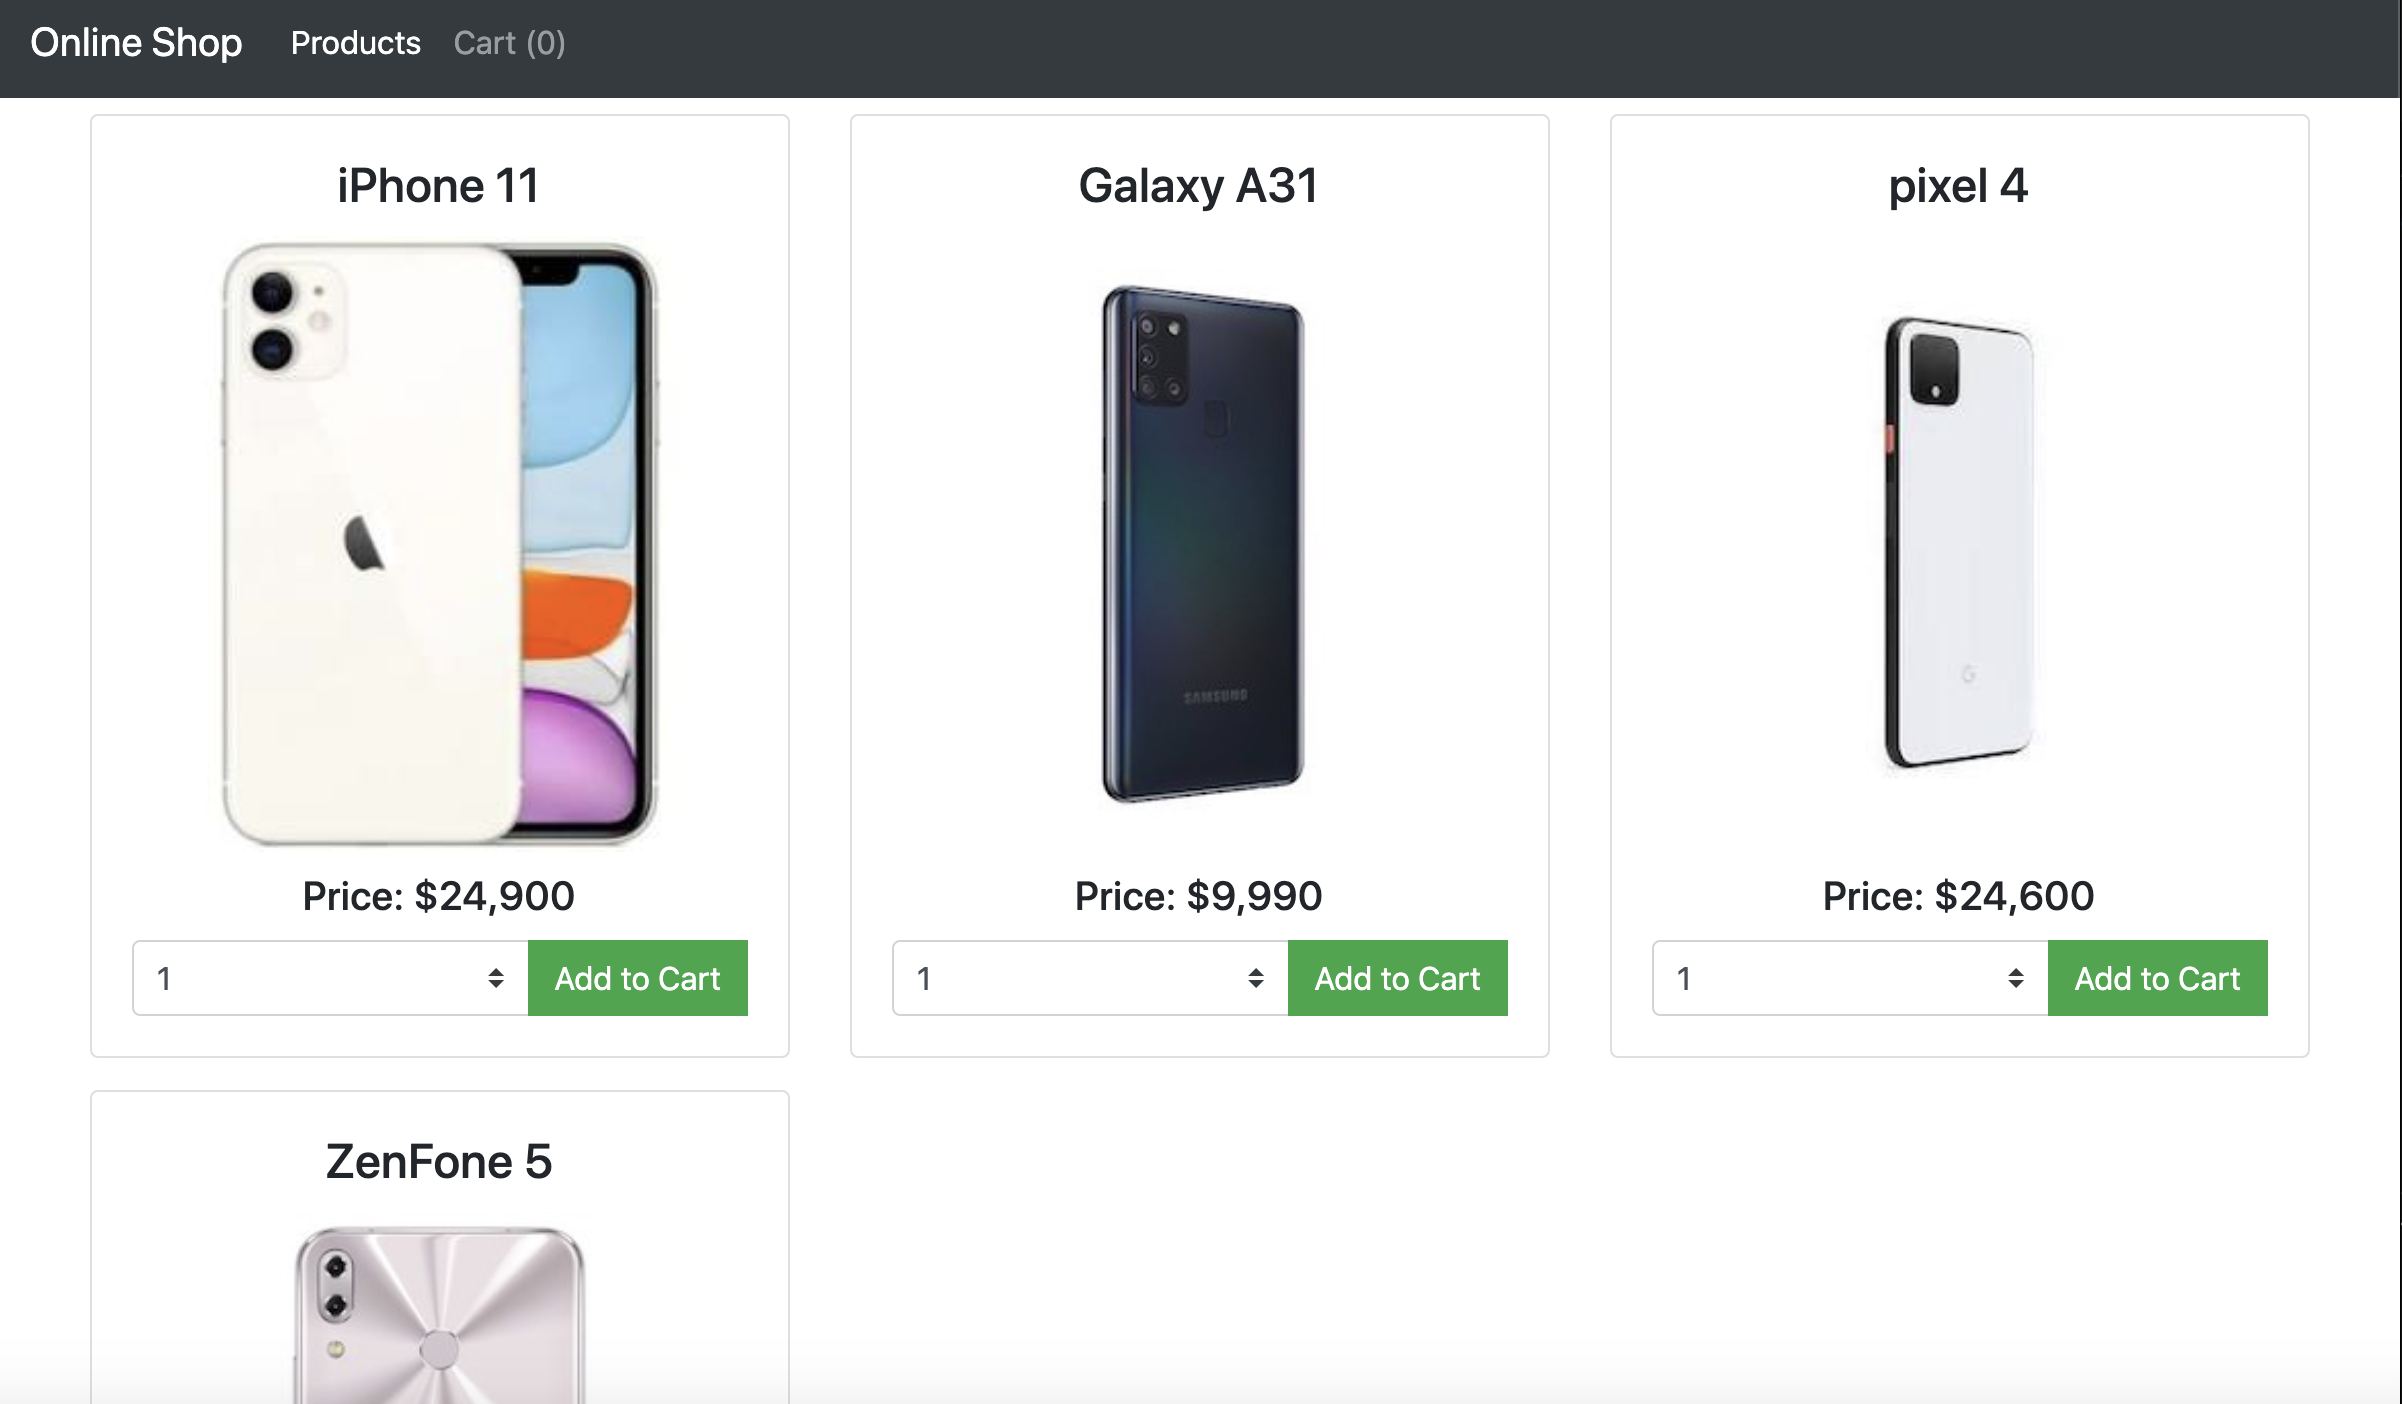 Online Shop Products Cart (0)
iPhone 11
Galaxy A31
pixel 4
SAMSUNG
G
Price: $24,900
Price: $9,990
Price: $24,600
1 Add to Cart
1 Add to Cart
1 Add to Cart
ZenFone 5